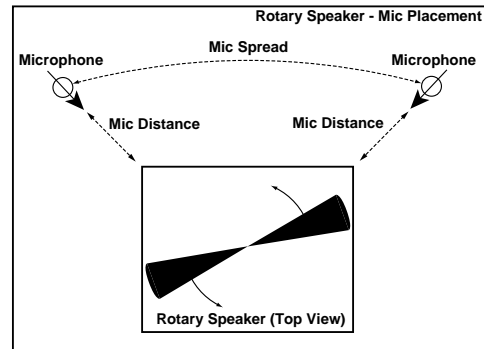 Rotary Speaker - Mic Placement
Mic Spread
Microphone
Microphone
Mic Distance
Mic Distance
Rotary Speaker (Top View)